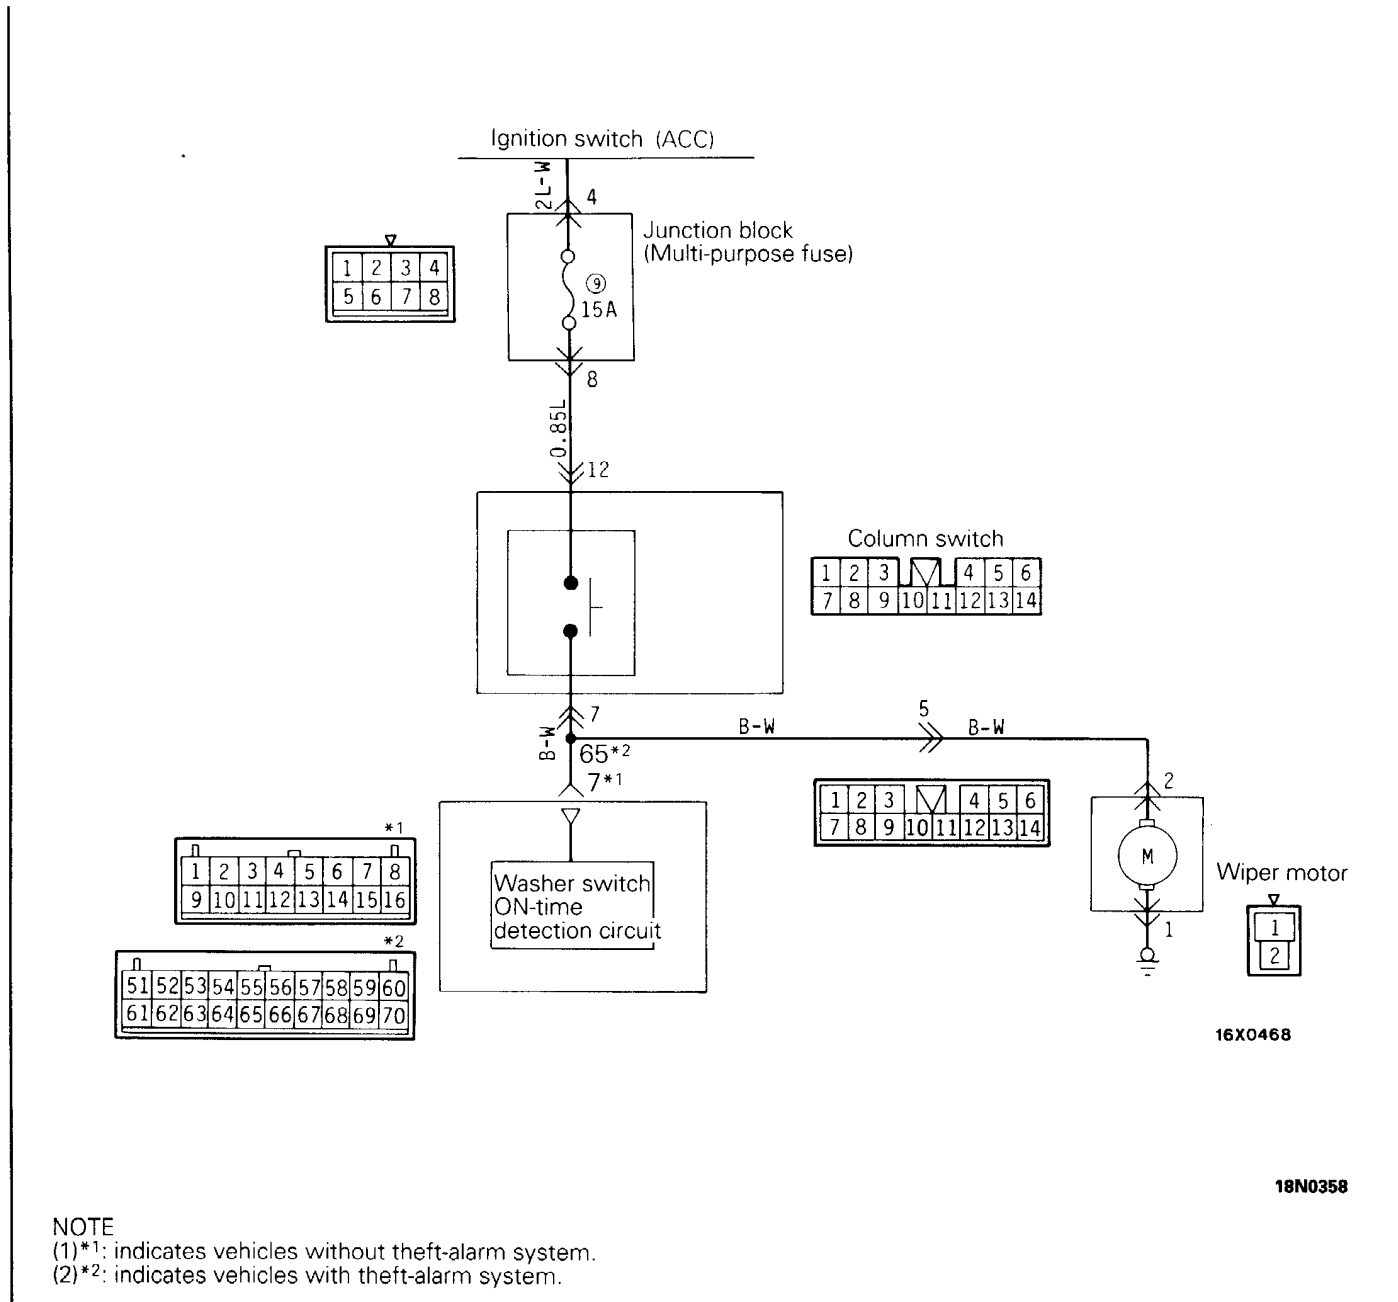 Ignition switch (ACC)
2L-W
4
Junction block
(Multi-purpose fuse)
1 2 3 4
5 6 7 8
⑨
15A
8
0.85L
12
Column switch
1 2 3 4 5 6
7 8 9 10 11 12 13 14
7
B-W
5
B-W
B-W
65*2
7*1
2
1 2 3 4 5 6
7 8 9 10 11 12 13 14
M
Wiper motor
1
2
1
*1
1 2 3 4 5 6 7 8
9 10 11 12 13 14 15 16
Washer switch
ON-time
detection circuit
*2
51 52 53 54 55 56 57 58 59 60
61 62 63 64 65 66 67 68 69 70
16X0468
18N0358
NOTE
(1)*1: indicates vehicles without theft-alarm system.
(2)*2: indicates vehicles with theft-alarm system.